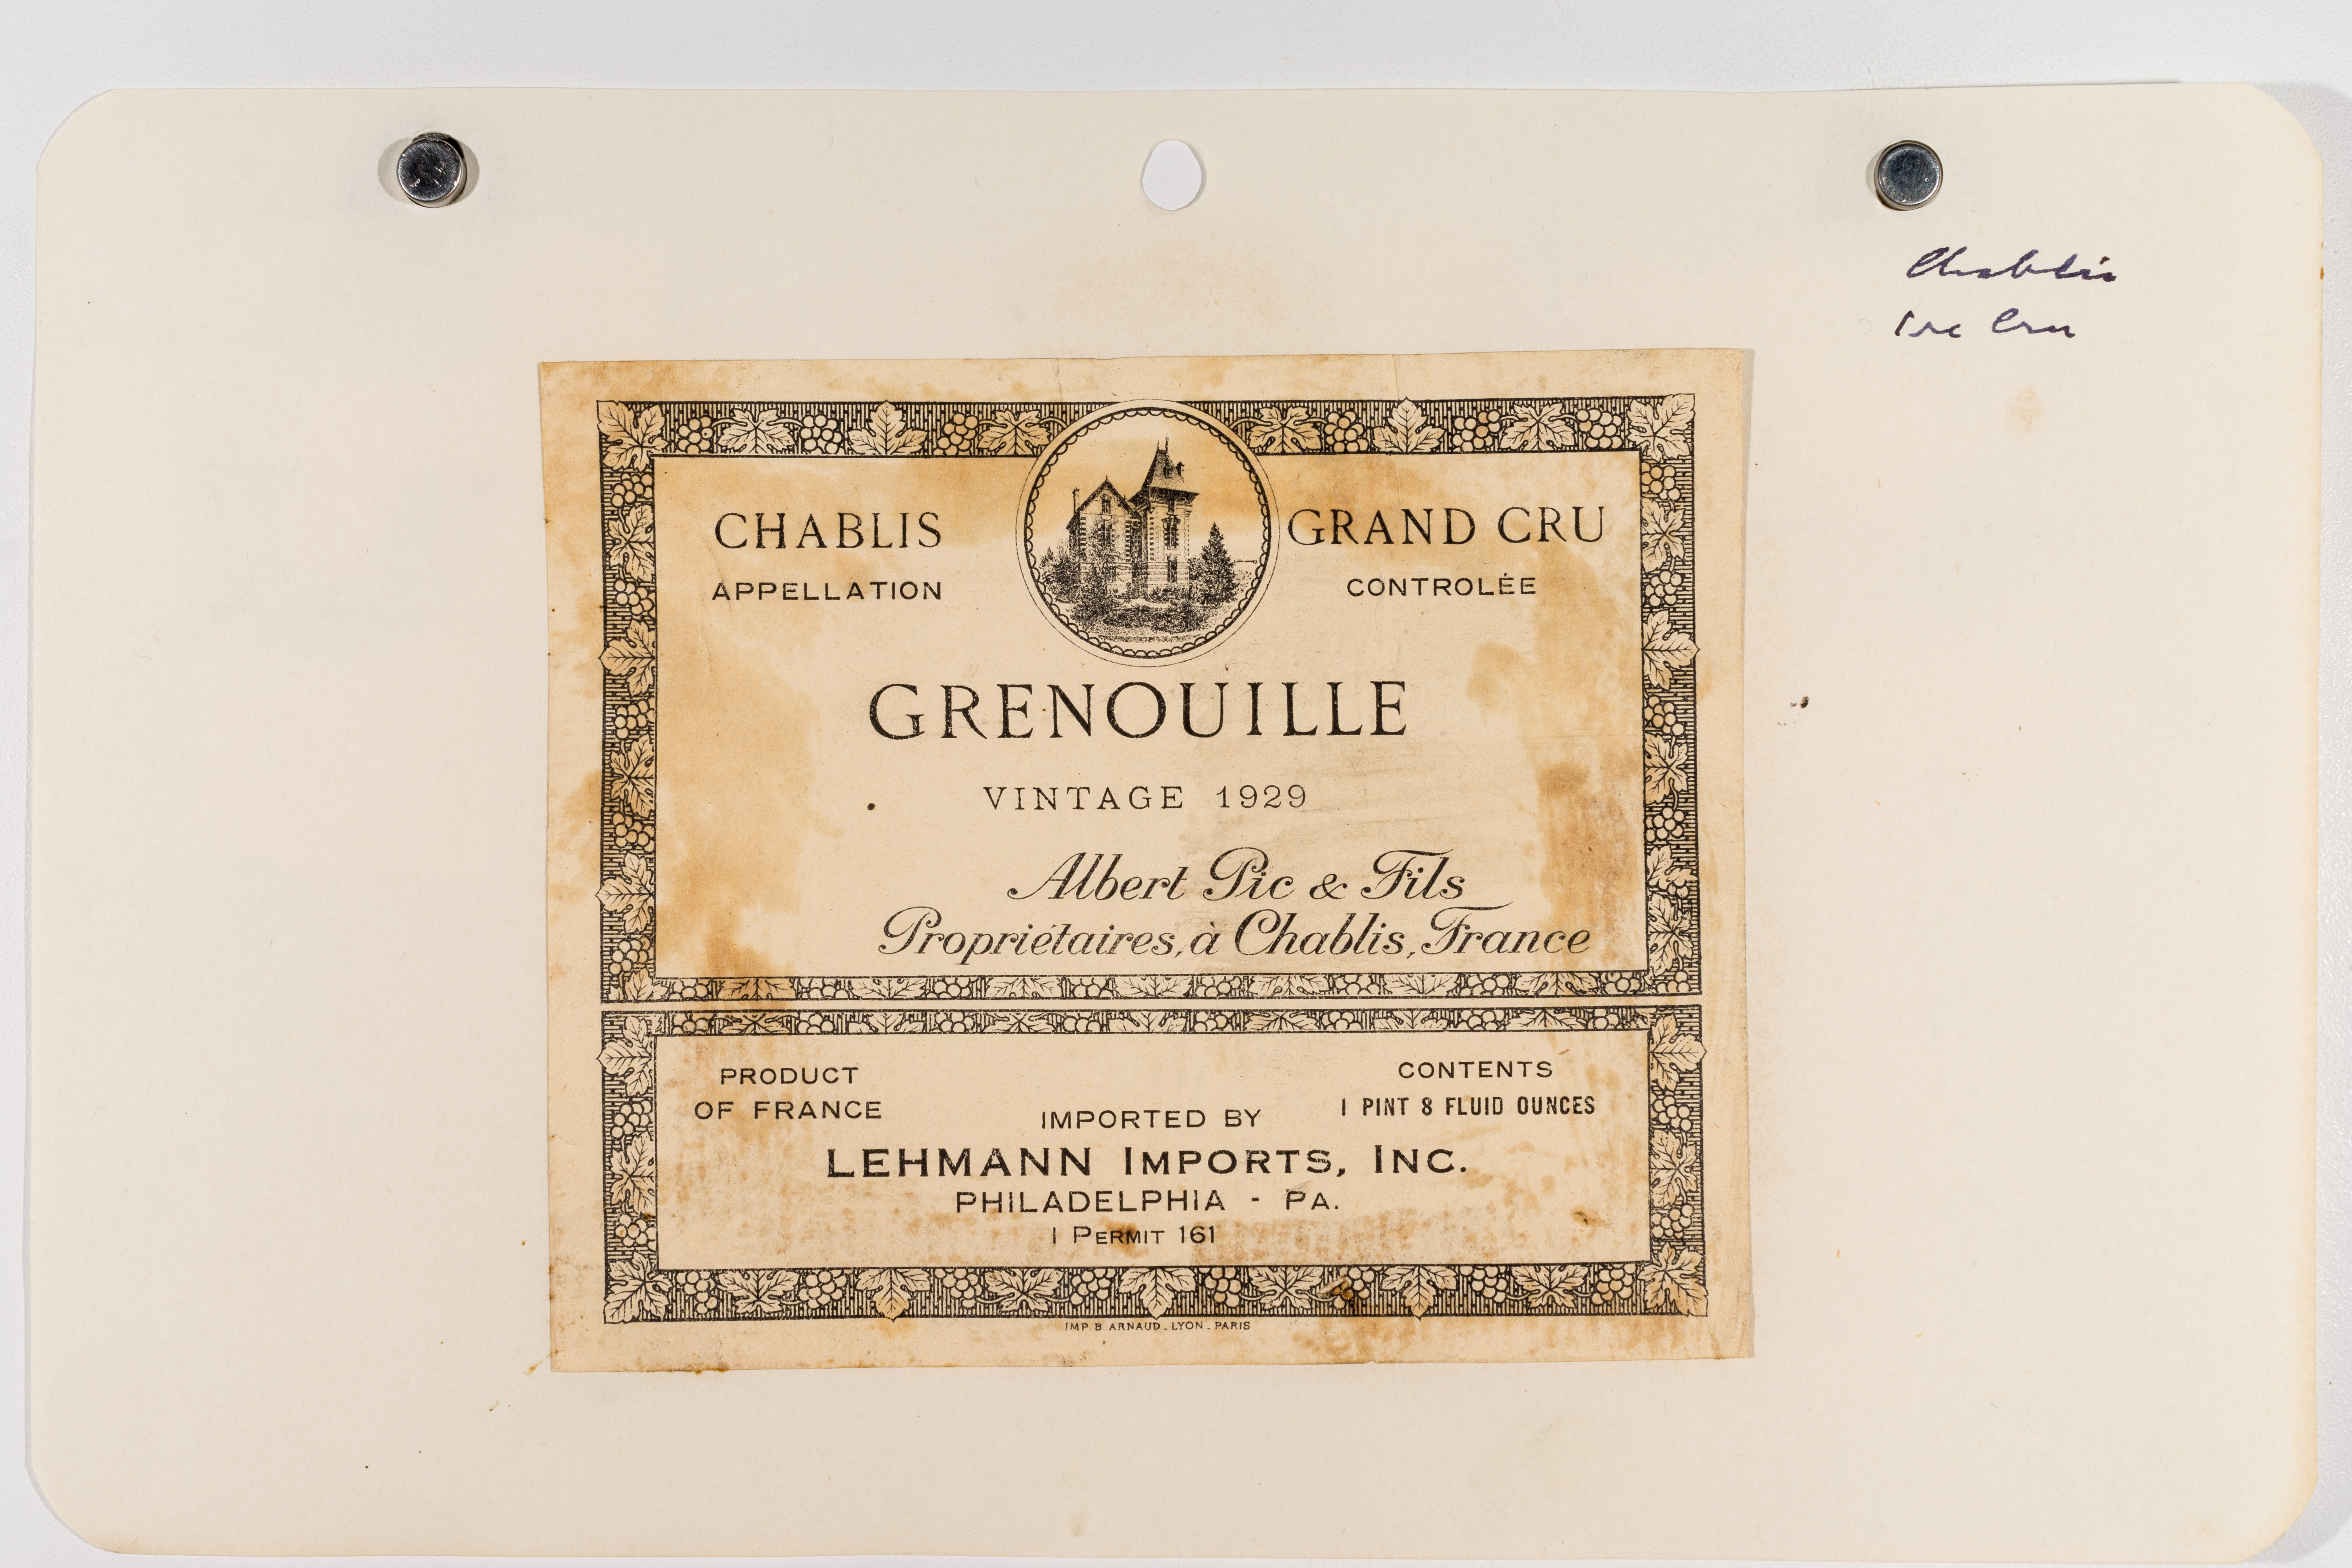 Chablis
1re Cru
CHABLIS GRAND CRU
APPELLATION CONTROLÉE
GRENOUILLE
VINTAGE 1929
Albert Pic & Fils
Propriétaires, à Chablis, France
PRODUCT
OF FRANCE
CONTENTS
1 PINT 8 FLUID OUNCES
IMPORTED BY
LEHMANN IMPORTS, INC.
PHILADELPHIA - PA.
I PERMIT 161
IMP. B. ARNAUD - LYON - PARIS